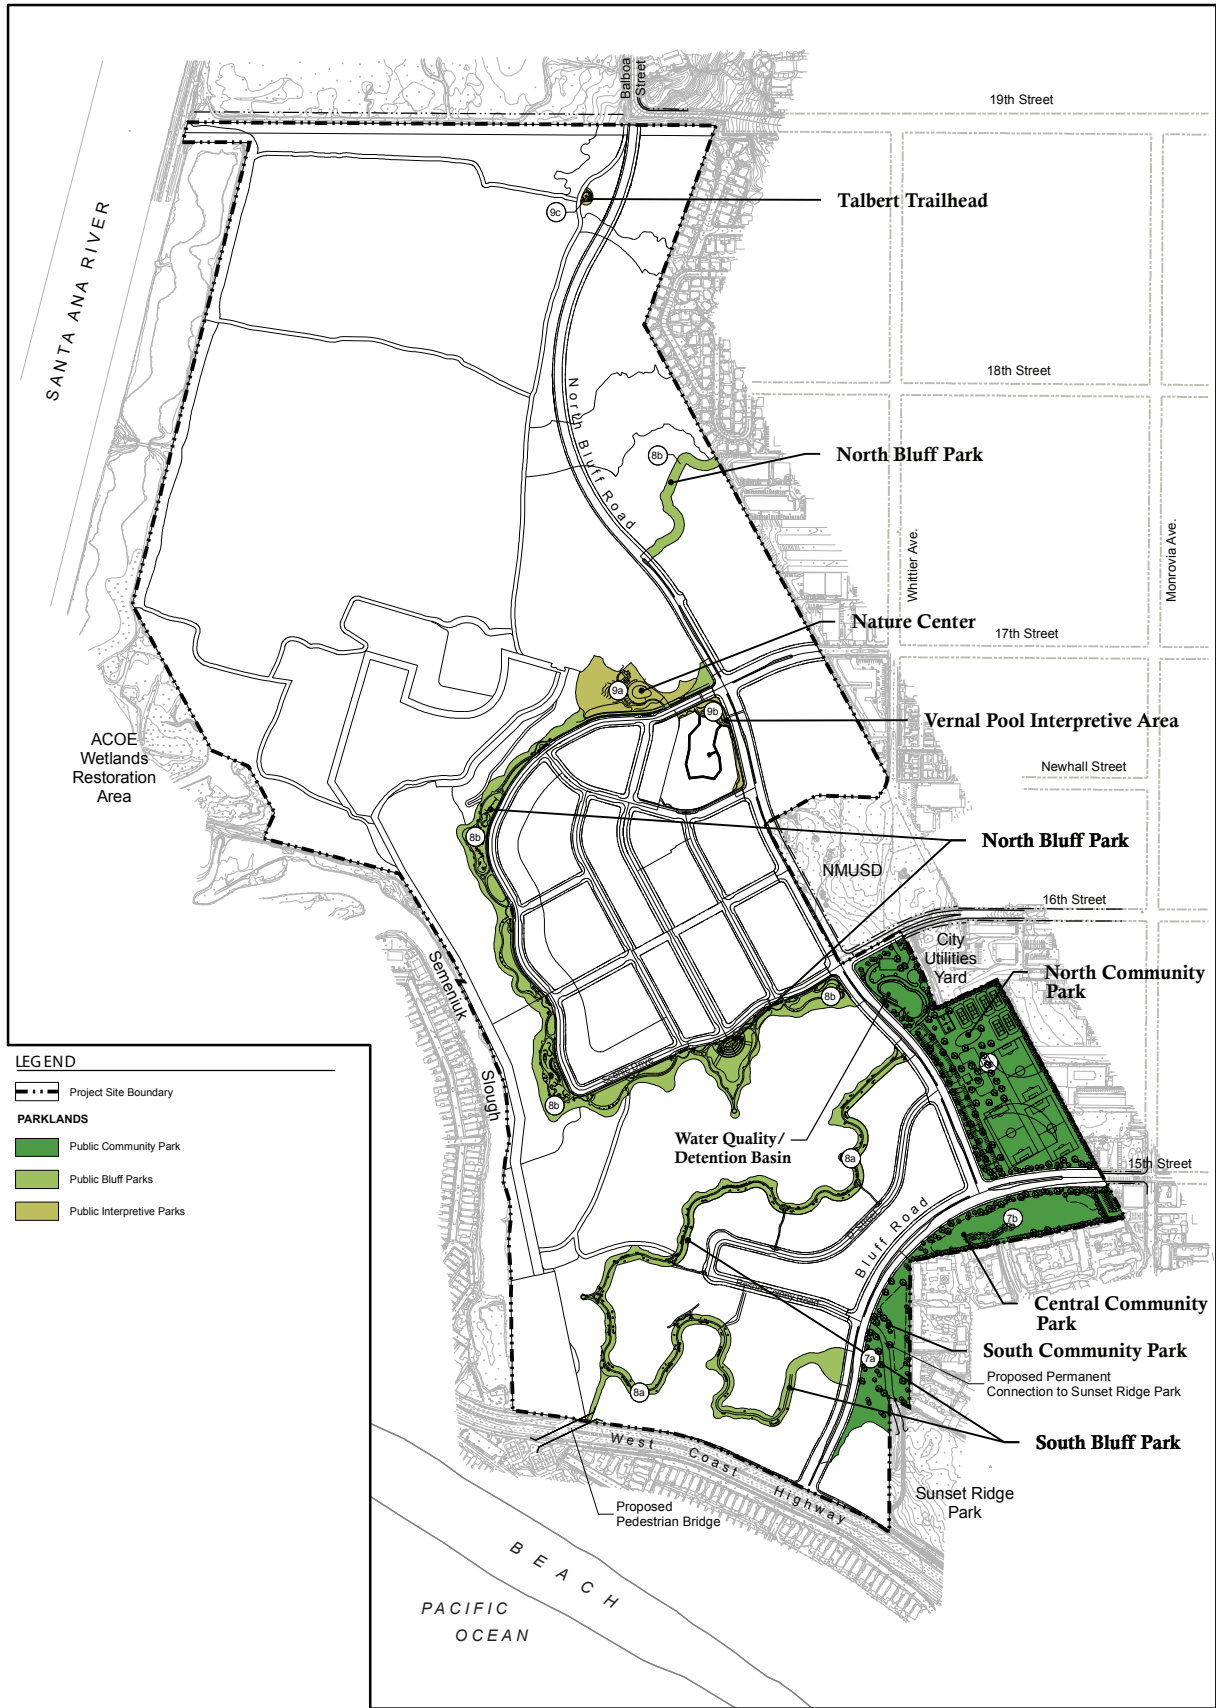 Balboa
Street
19th Street
Talbert Trailhead
9c
SANTA ANA RIVER
18th Street
North Bluff Road
8b
North Bluff Park
Whittier Ave.
Monrovia Ave.
Nature Center
17th Street
9a
9b
Vernal Pool Interpretive Area
ACOE
Wetlands
Restoration
Area
Newhall Street
8b
North Bluff Park
NMUSD
16th Street
City
Utilities
Yard
North Community
Park
Semeniuk
Slough
8b
8b
LEGEND
Project Site Boundary
PARKLANDS
Public Community Park
Public Bluff Parks
Public Interpretive Parks
Water Quality/
Detention Basin
8a
15th Street
7b
Bluff Road
Central Community
Park
South Community Park
7a
Proposed Permanent
Connection to Sunset Ridge Park
8a
South Bluff Park
West Coast Highway
Sunset Ridge
Park
Proposed
Pedestrian Bridge
BEACH
PACIFIC
OCEAN